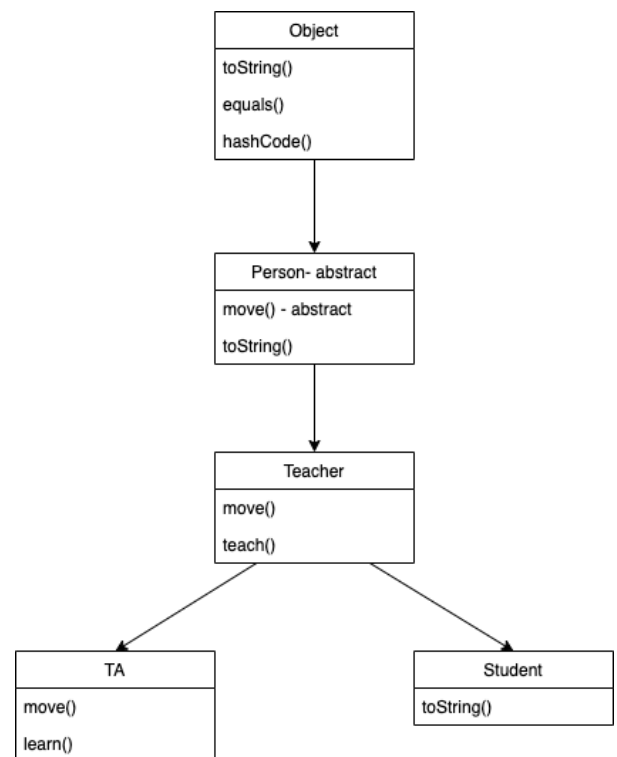 Object
toString()
equals()
hashCode()
Person- abstract
move() - abstract
toString()
Teacher
move()
teach()
TA
move()
learn()
Student
toString()